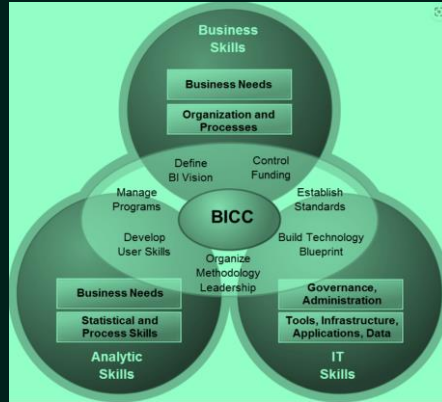 Business
Skills
Business Needs
Organization and
Processes
Define
BI Vision
Control
Funding
Manage
Programs
Establish
Standards
BICC
Develop
User Skills
Build Technology
Blueprint
Organize
Methodology
Leadership
Business Needs
Statistical and
Process Skills
Analytic
Skills
Governance,
Administration
Tools, Infrastructure,
Applications, Data
IT
Skills